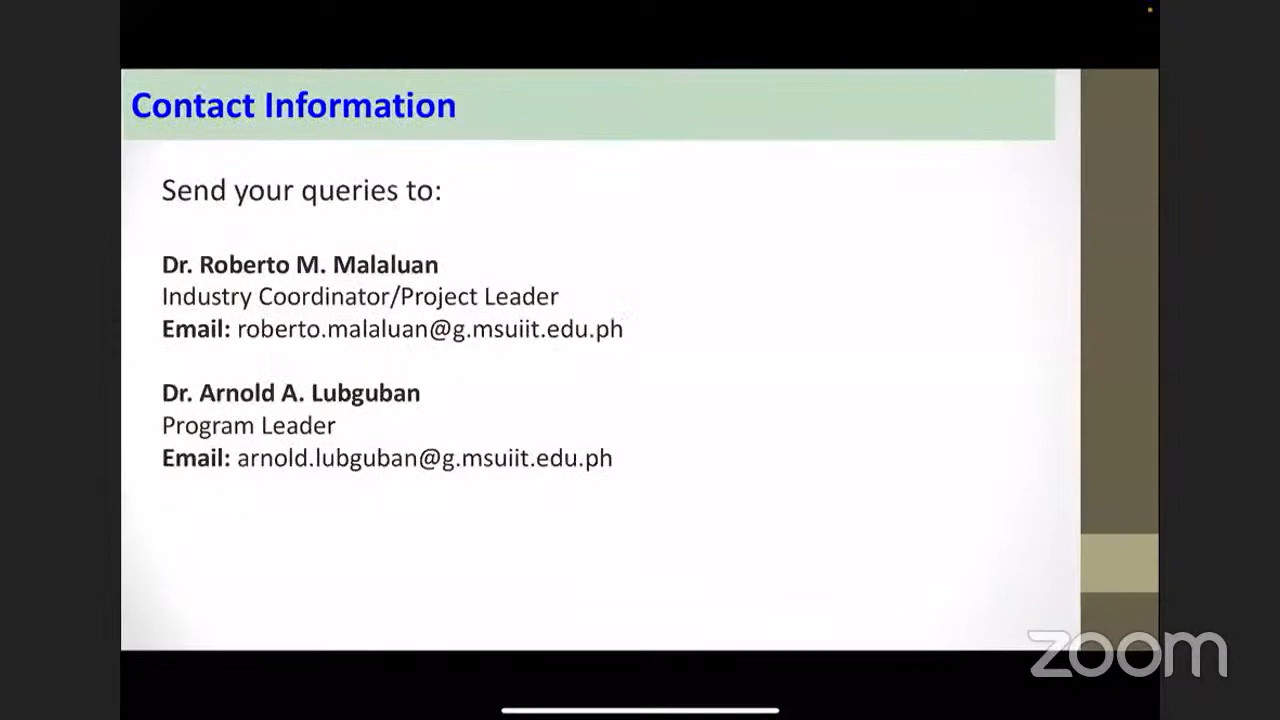 Contact Information
Send your queries to:
Dr. Roberto M. Malaluan
Industry Coordinator/Project Leader
Email: roberto.malaluan@g.msuiit.edu.ph
Dr. Arnold A. Lubguban
Program Leader
Email: arnold.lubguban@g.msuiit.edu.ph
zoom